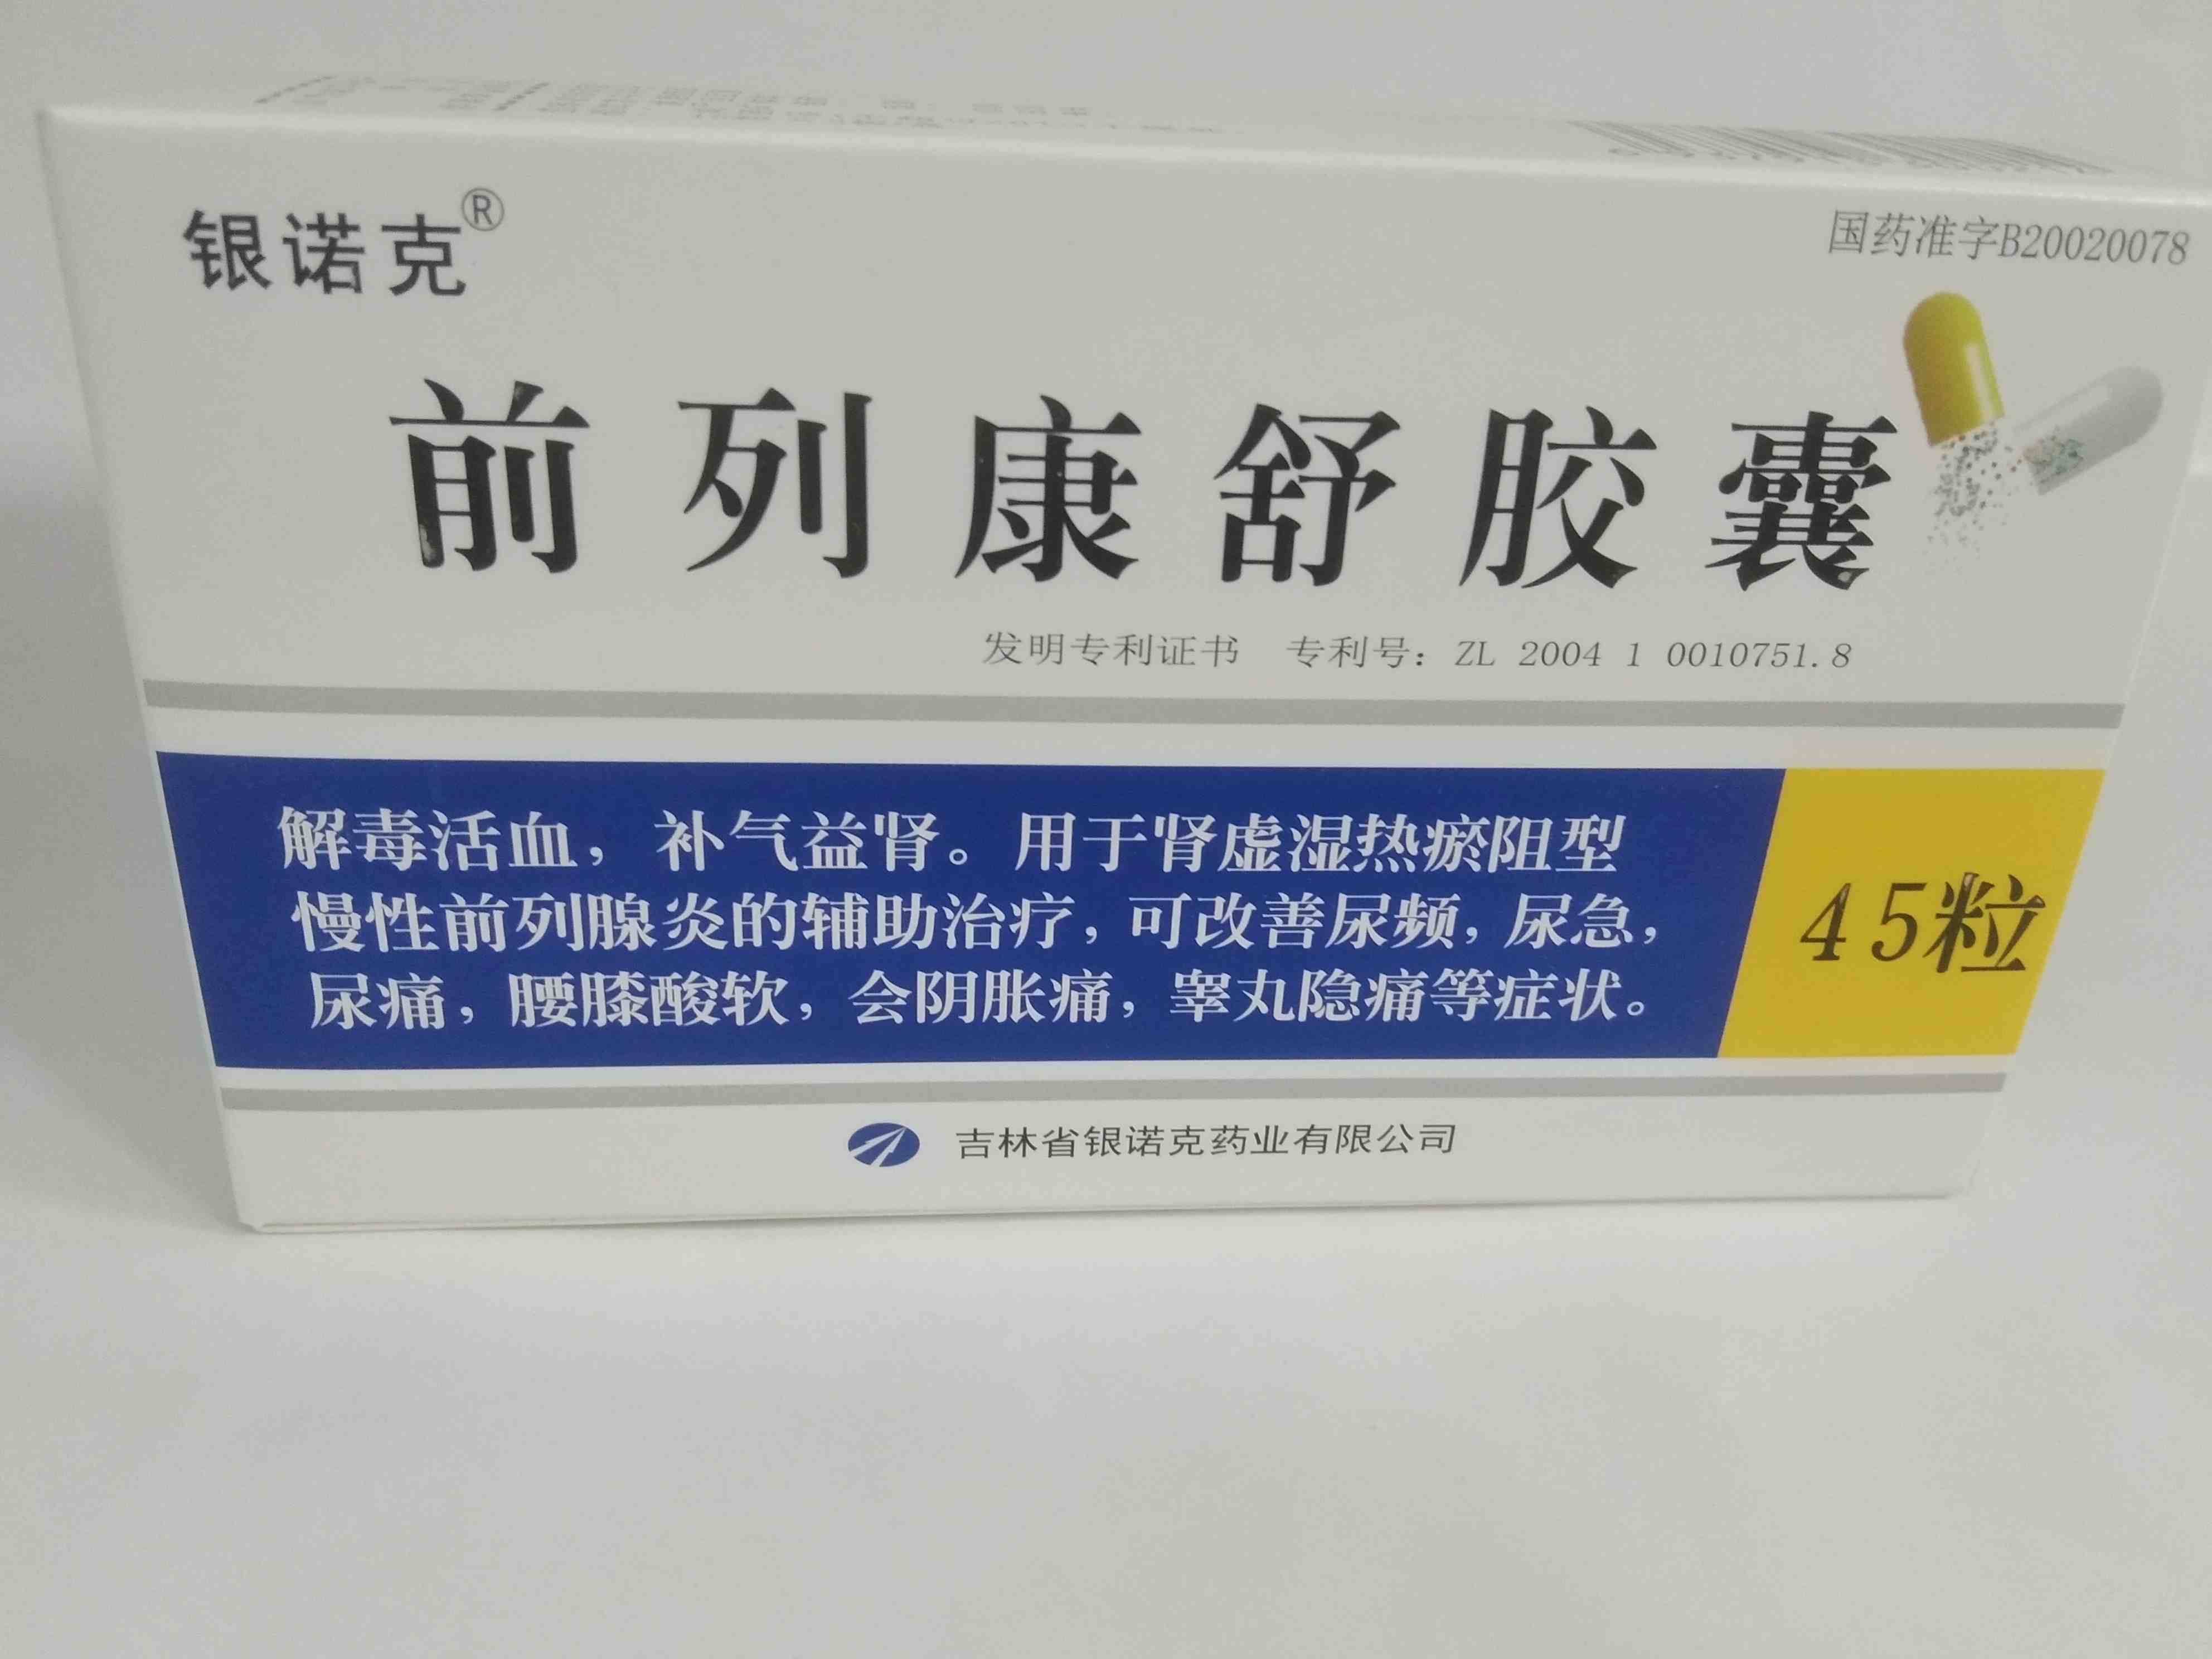 银诺克®
国药准字B20020078
前列康舒胶囊
发明专利证书 专利号：ZL 2004 1 0010751.8
解毒活血，补气益肾。用于肾虚湿热瘀阻型
慢性前列腺炎的辅助治疗，可改善尿频，尿急，
尿痛，腰膝酸软，会阴胀痛，睾丸隐痛等症状。
45粒
吉林省银诺克药业有限公司